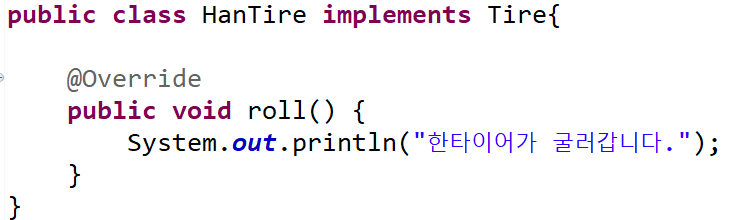 public class HanTire implements Tire{
@Override
public void roll() {
System.out.println("한타이어가 굴러갑니다.");
}
}